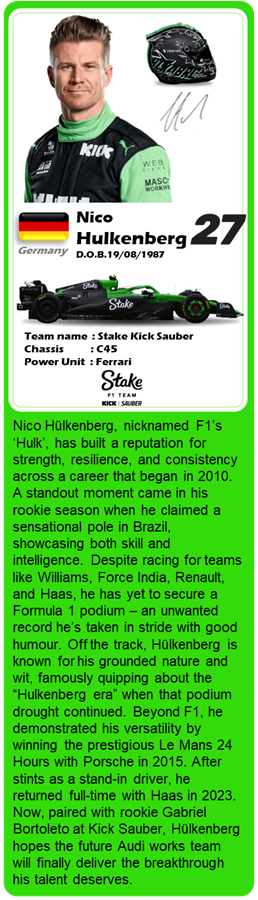 KICK
WEB
MASC
WORKWE
Nico
Hulkenberg
27
Germany
D.O.B.19/08/1987
Stake
Stake
Team name : Stake Kick Sauber
Chassis : C45
Power Unit : Ferrari
Stake
F1 TEAM
KICK SAUBER
Nico Hülkenberg, nicknamed F1's
‘Hulk’, has built a reputation for
strength, resilience, and consistency
across a career that began in 2010.
A standout moment came in his
rookie season when he claimed a
sensational pole in Brazil,
showcasing both skill and
intelligence. Despite racing for teams
like Williams, Force India, Renault,
and Haas, he has yet to secure a
Formula 1 podium – an unwanted
record he’s taken in stride with good
humour. Off the track, Hülkenberg is
known for his grounded nature and
wit, famously quipping about the
“Hulkenberg era” when that podium
drought continued. Beyond F1, he
demonstrated his versatility by
winning the prestigious Le Mans 24
Hours with Porsche in 2015. After
stints as a stand-in driver, he
returned full-time with Haas in 2023.
Now, paired with rookie Gabriel
Bortoleto at Kick Sauber, Hülkenberg
hopes the future Audi works team
will finally deliver the breakthrough
his talent deserves.